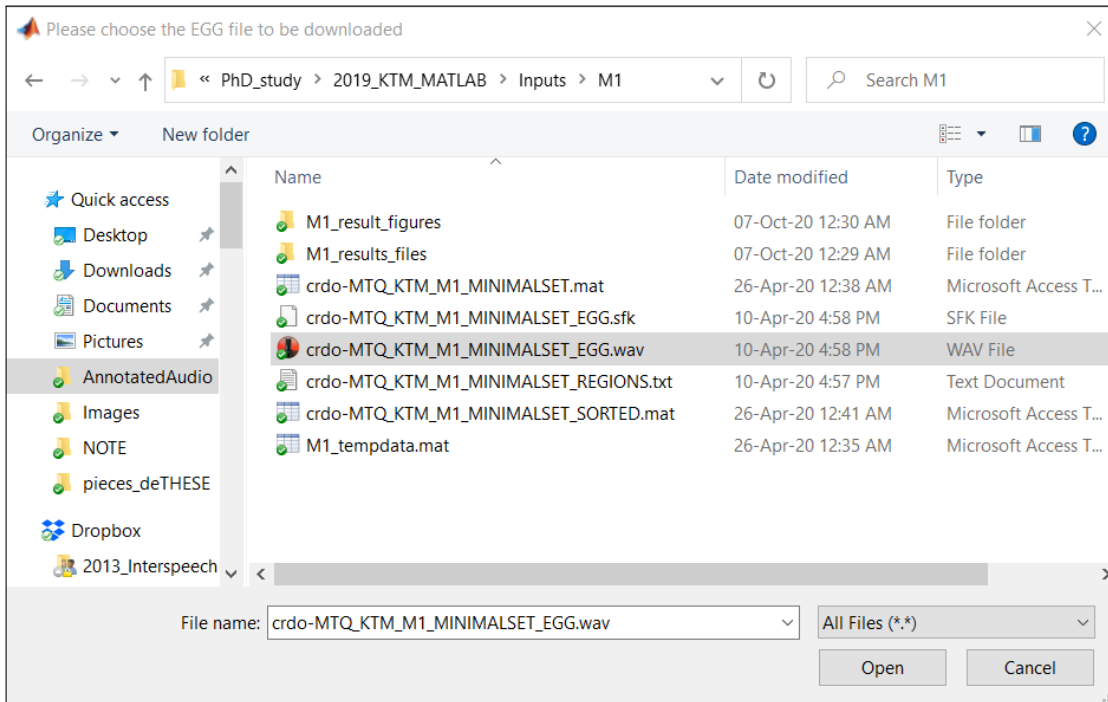 Please choose the EGG file to be downloaded
« PhD_study > 2019_KTM_MATLAB > Inputs > M1
Search M1
Organize
New folder
Name Date modified Type
Quick access
Desktop
Downloads
Documents
Pictures
AnnotatedAudio
Images
NOTE
pieces_deTHESE
Dropbox
2013_Interspeech
M1_result_figures 07-Oct-20 12:30 AM File folder
M1_results_files 07-Oct-20 12:29 AM File folder
crdo-MTQ_KTM_M1_MINIMALSET.mat 26-Apr-20 12:38 AM Microsoft Access T...
crdo-MTQ_KTM_M1_MINIMALSET_EGG.sfk 10-Apr-20 4:58 PM SFK File
crdo-MTQ_KTM_M1_MINIMALSET_EGG.wav 10-Apr-20 4:58 PM WAV File
crdo-MTQ_KTM_M1_MINIMALSET_REGIONS.txt 10-Apr-20 4:57 PM Text Document
crdo-MTQ_KTM_M1_MINIMALSET_SORTED.mat 26-Apr-20 12:41 AM Microsoft Access T...
M1_tempdata.mat 26-Apr-20 12:35 AM Microsoft Access T...
File name: crdo-MTQ_KTM_M1_MINIMALSET_EGG.wav
All Files (*.*)
Open
Cancel